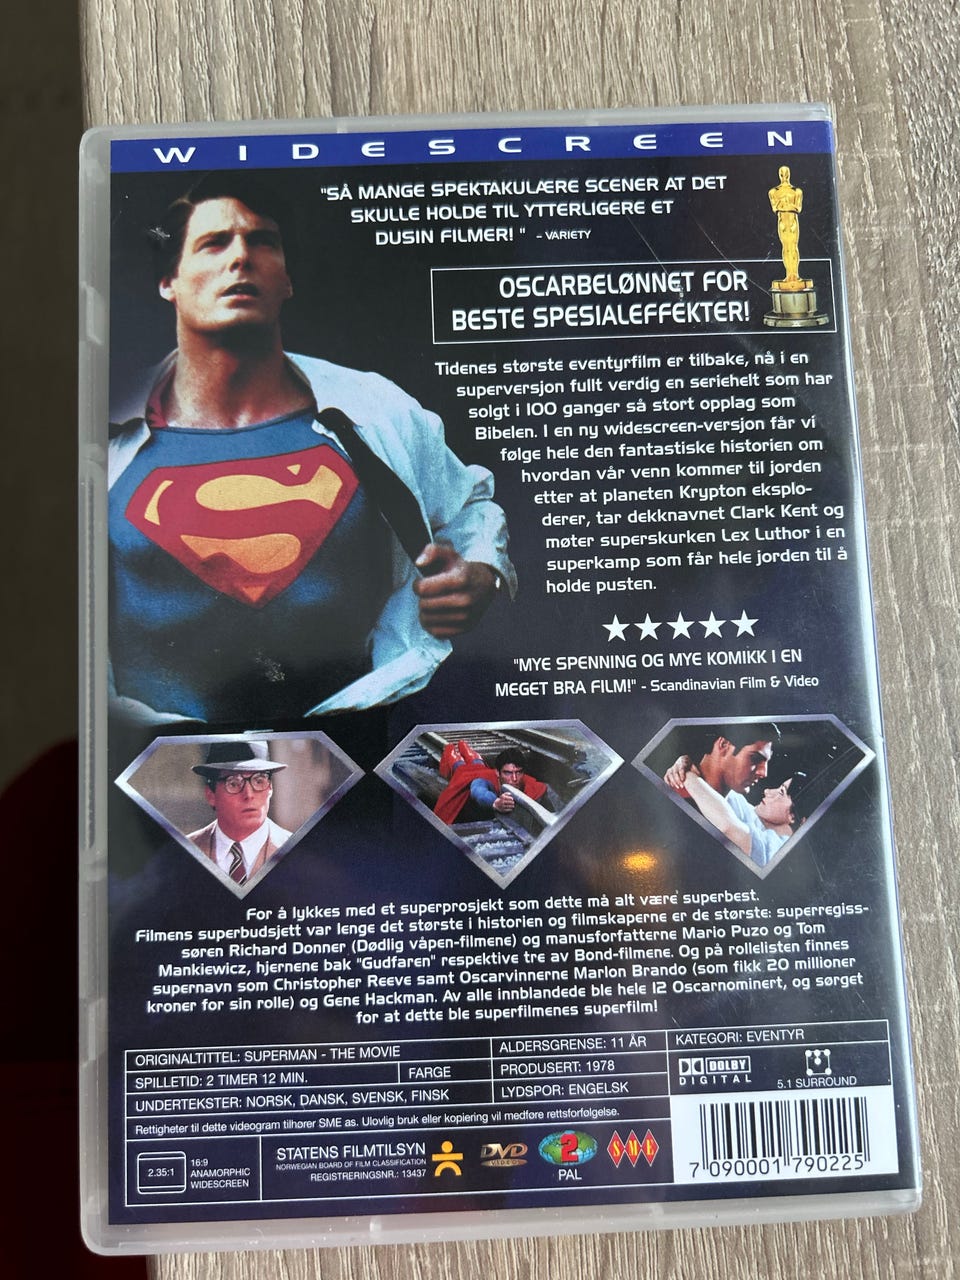 WIDESCREEN
"SÅ MANGE SPEKTAKULÆRE SCENER AT DET
SKULLE HOLDE TIL YTTERLIGERE ET
DUSIN FILMER! " - VARIETY
OSCARBELØNNET FOR
BESTE SPESIALEFFEKTER!
Tidenes største eventyrfilm er tilbake, nå i en
superversjon fullt verdig en seriehelt som har
solgt i 100 ganger så stort opplag som
Bibelen. I en ny widescreen-versjon får vi
følge hele den fantastiske historien om
hvordan vår venn kommer til jorden
etter at planeten Krypton eksplo-
derer, tar dekknavnet Clark Kent og
møter superskurken Lex Luthor i en
superkamp som får hele jorden til å
holde pusten.
"MYE SPENNING OG MYE KOMIKK I EN
MEGET BRA FILM!" - Scandinavian Film & Video
For å lykkes med et superprosjekt som dette må alt være superbest.
Filmens superbudsjett var lenge det største i historien og filmskaperne er de største: superregiss-
søren Richard Donner (Dødlig våpen-filmene) og manusforfatterne Mario Puzo og Tom
Mankiewicz, hjernene bak "Gudfaren" respektive tre av Bond-filmene. Og på rollelisten finnes
supernavn som Christopher Reeve samt Oscarvinnerne Marlon Brando (som fikk 20 millioner
kroner for sin rolle) og Gene Hackman. Av alle innblandede ble hele 12 Oscarnominert, og sørget
for at dette ble superfilmenes superfilm!
ORIGINALTITTEL: SUPERMAN - THE MOVIE
ALDERSGRENSE: 11 ÅR
KATEGORI: EVENTYR
SPILLETID: 2 TIMER 12 MIN.
FARGE
PRODUSERT: 1978
UNDERTEKSTER: NORSK, DANSK, SVENSK, FINSK
LYDSPOR: ENGELSK
DOLBY
DIGITAL
5.1 SURROUND
Rettigheter til dette videogram tilhører SME as. Ulovlig bruk eller kopiering vil medføre rettsforfølgelse.
2.35:1
16:9
ANAMORPHIC
WIDESCREEN
STATENS FILMTILSYN
NORWEGIAN BOARD OF FILM CLASSIFICATION
REGISTRERINGSNR.: 13437
DVD
VIDEO
2
PAL
SME
7 090001 790225